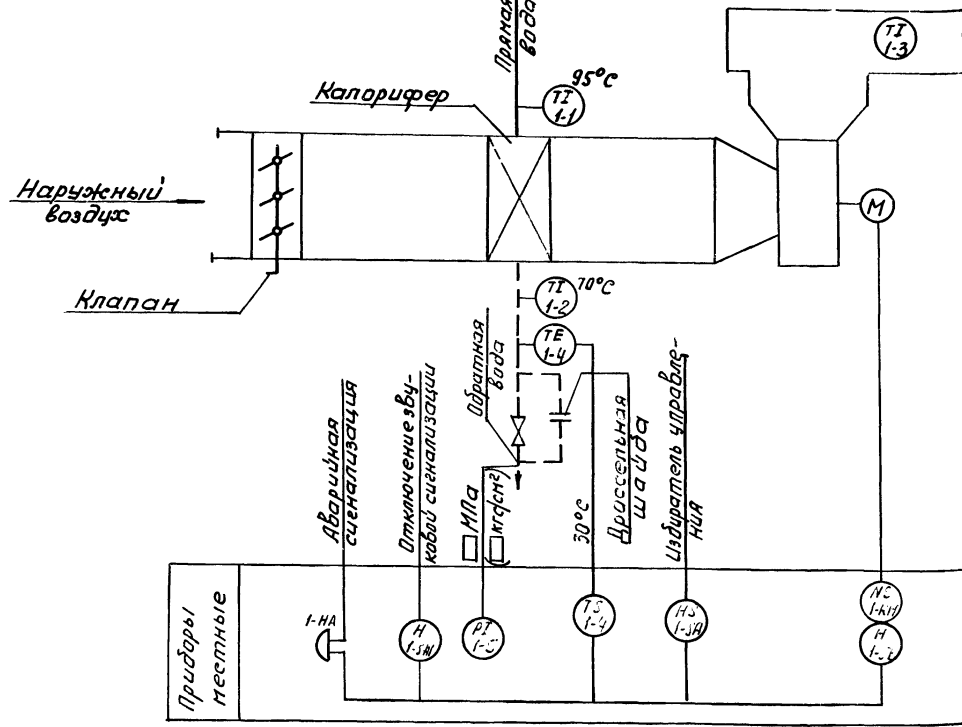 Прямая
вода
TI
1-3
95°C
TI
1-1
Калорифер
Наружный
воздух
M
Клапан
TI
1-2
70°C
TE
1-4
Обратная
вода
Аварийная
сигнализация
Отключение зву-
ковой сигнализации
МПа
(кгс/см²)
30°C
Дроссельная
шайба
Избиратель управле-
ния
Приборы
местные
1-HA
H
PI
TS
1-4
HS
1-SA
H